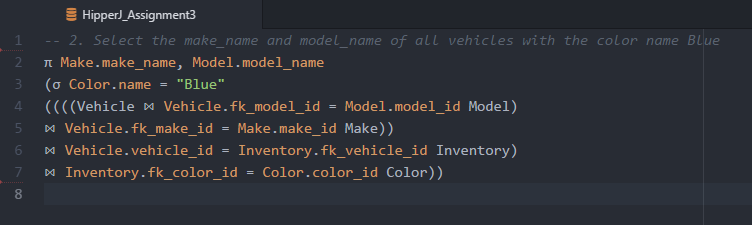 HipperJ_Assignment3
1 -- 2. Select the make_name and model_name of all vehicles with the color name Blue
2 π Make.make_name, Model.model_name
3 (σ Color.name = "Blue"
4 ((((Vehicle ⋈ Vehicle.fk_model_id = Model.model_id Model)
5 ⋈ Vehicle.fk_make_id = Make.make_id Make))
6 ⋈ Vehicle.vehicle_id = Inventory.fk_vehicle_id Inventory)
7 ⋈ Inventory.fk_color_id = Color.color_id Color))
8